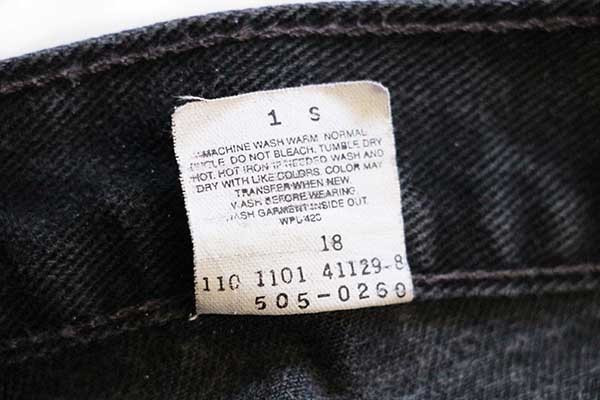 1 S
MACHINE WASH WARM NORMAL
CYCLE. DO NOT BLEACH. TUMBLE DRY
HOT. HOT IRON IF NEEDED WASH AND
DRY WITH LIKE COLORS. COLOR MAY
TRANSFER WHEN NEW.
WASH BEFORE WEARING.
WASH GARMENT INSIDE OUT.
WPL 423
18
110 1101 41129-8
505-0260